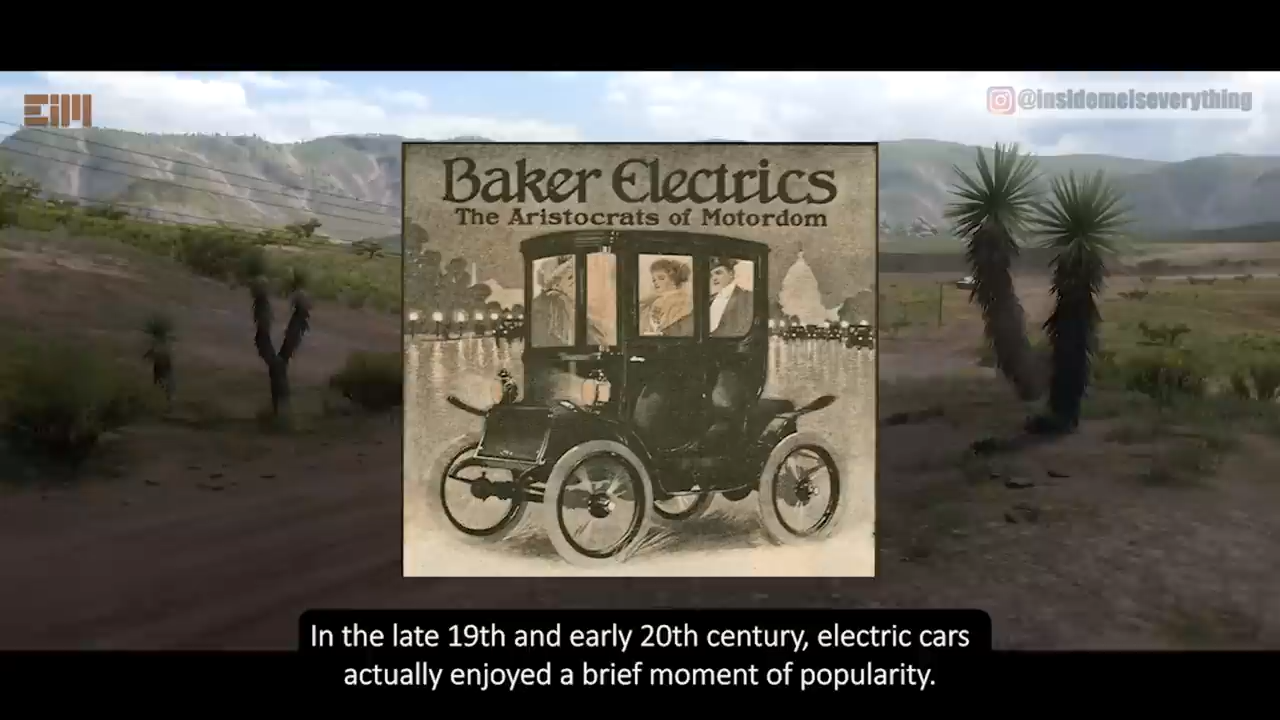 EiM
@insidemeiseverything
Baker Electrics
The Aristocrats of Motordom
In the late 19th and early 20th century, electric cars
actually enjoyed a brief moment of popularity.